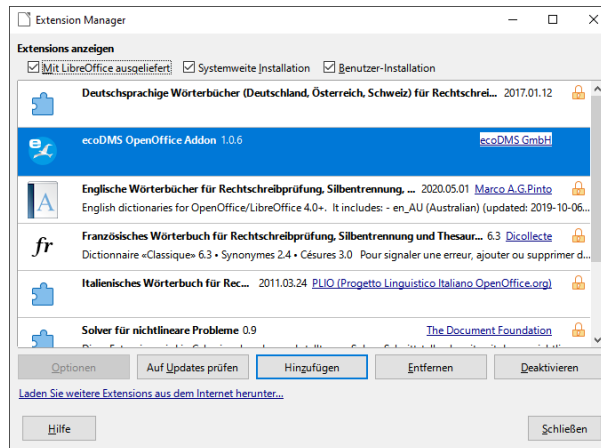 Extension Manager
Extensions anzeigen
Mit LibreOffice ausgeliefert Systemweite Installation Benutzer-Installation
Deutschsprachige Wörterbücher (Deutschland, Österreich, Schweiz) für Rechtschrei... 2017.01.12
ecoDMS OpenOffice Addon 1.0.6 ecoDMS GmbH
Englische Wörterbücher für Rechtschreibprüfung, Silbentrennung, ... 2020.05.01 Marco A.G.Pinto
English dictionaries for OpenOffice/LibreOffice 4.0+. It includes: - en_AU (Australian) (updated: 2019-10-06...
Französisches Wörterbuch für Rechtschreibprüfung, Silbentrennung und Thesaur... 6.3 Dicollecte
Dictionnaire «Classique» 6.3 • Synonymes 2.4 • Césures 3.0 Pour signaler une erreur, ajouter ou supprimer d...
Italienisches Wörterbuch für Rec... 2011.03.24 PLIO (Progetto Linguistico Italiano OpenOffice.org)
Solver für nichtlineare Probleme 0.9 The Document Foundation
Optionen Auf Updates prüfen Hinzufügen Entfernen Deaktivieren
Laden Sie weitere Extensions aus dem Internet herunter...
Hilfe Schließen